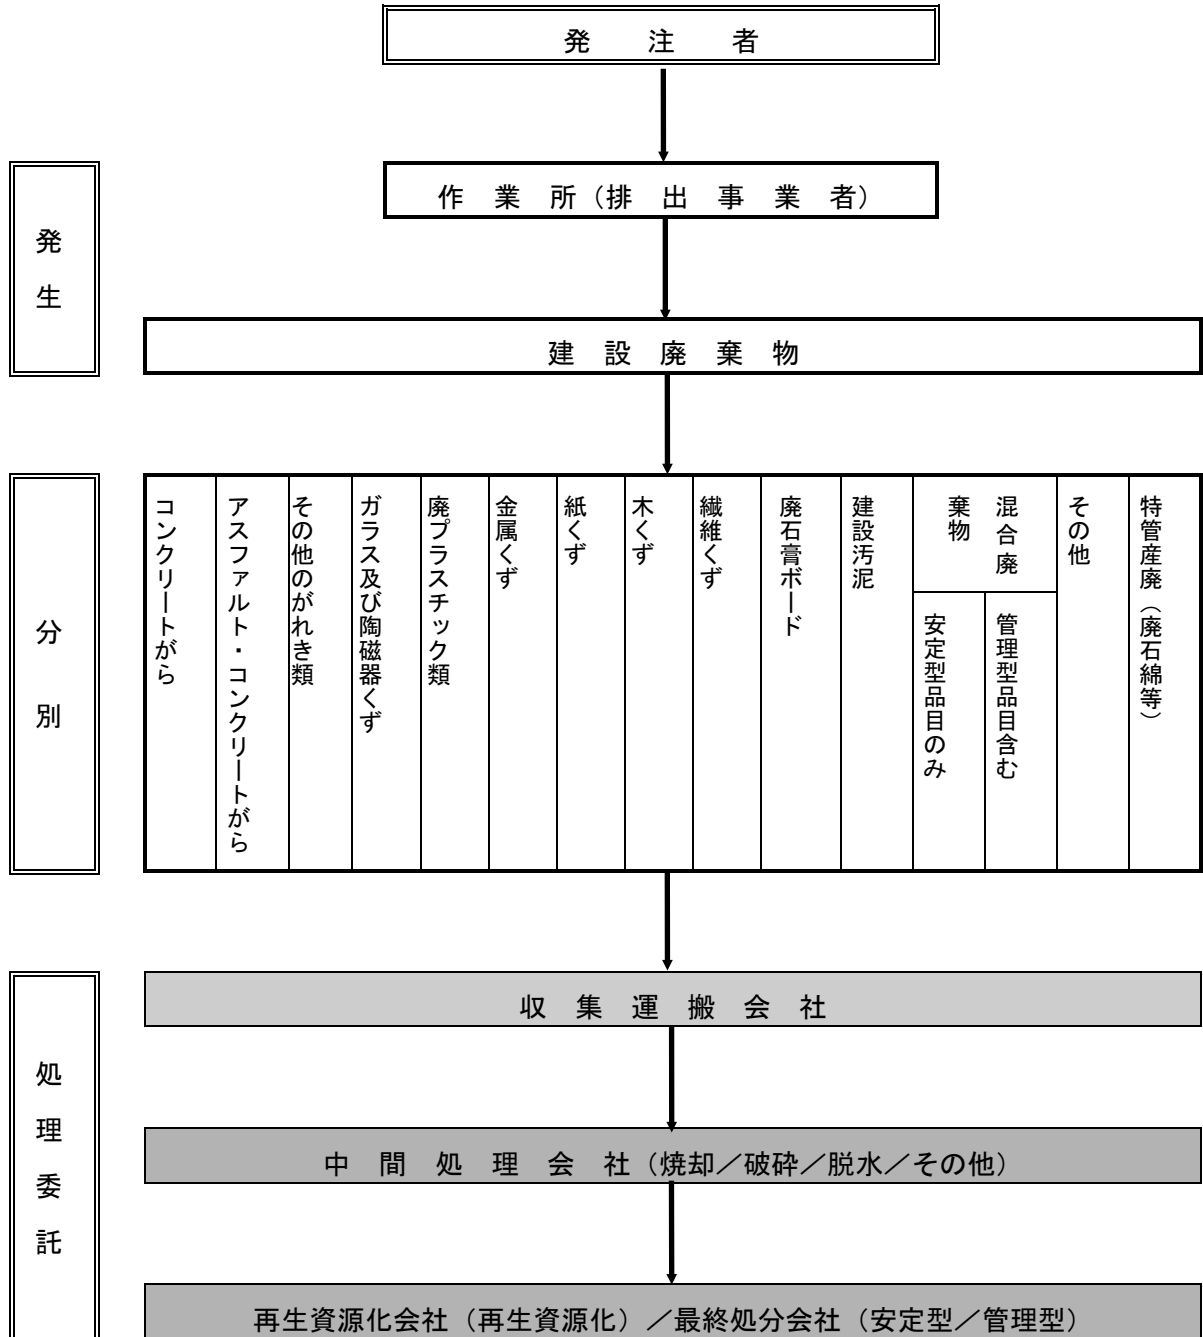 発注者
発生
作業所（排出事業者）
建設廃棄物
分別
コンクリートがら
アスファルト・コンクリートがら
その他のがれき類
ガラス及び陶磁器くず
廃プラスチック類
金属くず
紙くず
木くず
繊維くず
廃石膏ボード
建設汚泥
混合廃
棄物
安定型品目のみ
管理型品目含む
その他
特管産廃（廃石綿等）
処理委託
収集運搬会社
中間処理会社（焼却／破砕／脱水／その他）
再生資源化会社（再生資源化）／最終処分会社（安定型／管理型）